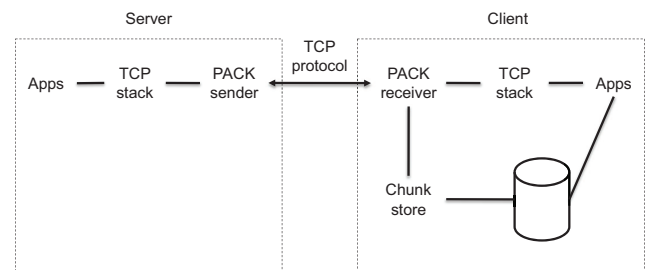 Server
Client
TCP
protocol
Apps
TCP
stack
PACK
sender
PACK
receiver
TCP
stack
Apps
Chunk
store